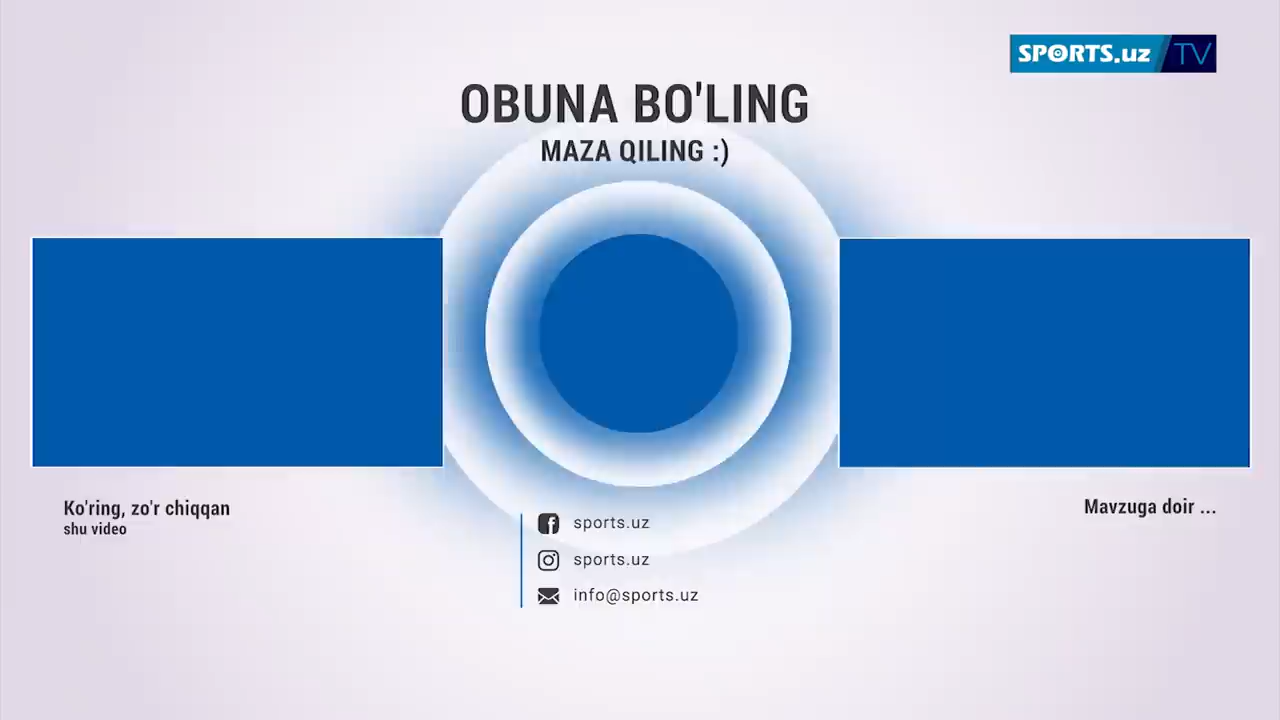 SPORTS.uz TV
OBUNA BO'LING
MAZA QILING :)
Ko'ring, zo'r chiqqan
shu video
Mavzuga doir ...
sports.uz
sports.uz
info@sports.uz